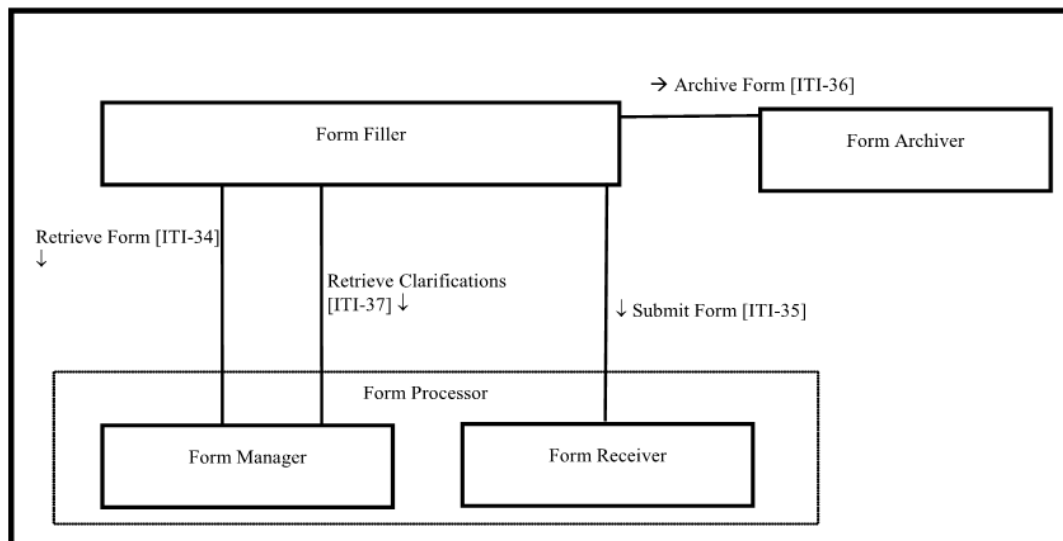 → Archive Form [ITI-36]
Form Filler
Form Archiver
Retrieve Form [ITI-34]
↓
Retrieve Clarifications
[ITI-37] ↓
↓ Submit Form [ITI-35]
Form Processor
Form Manager
Form Receiver